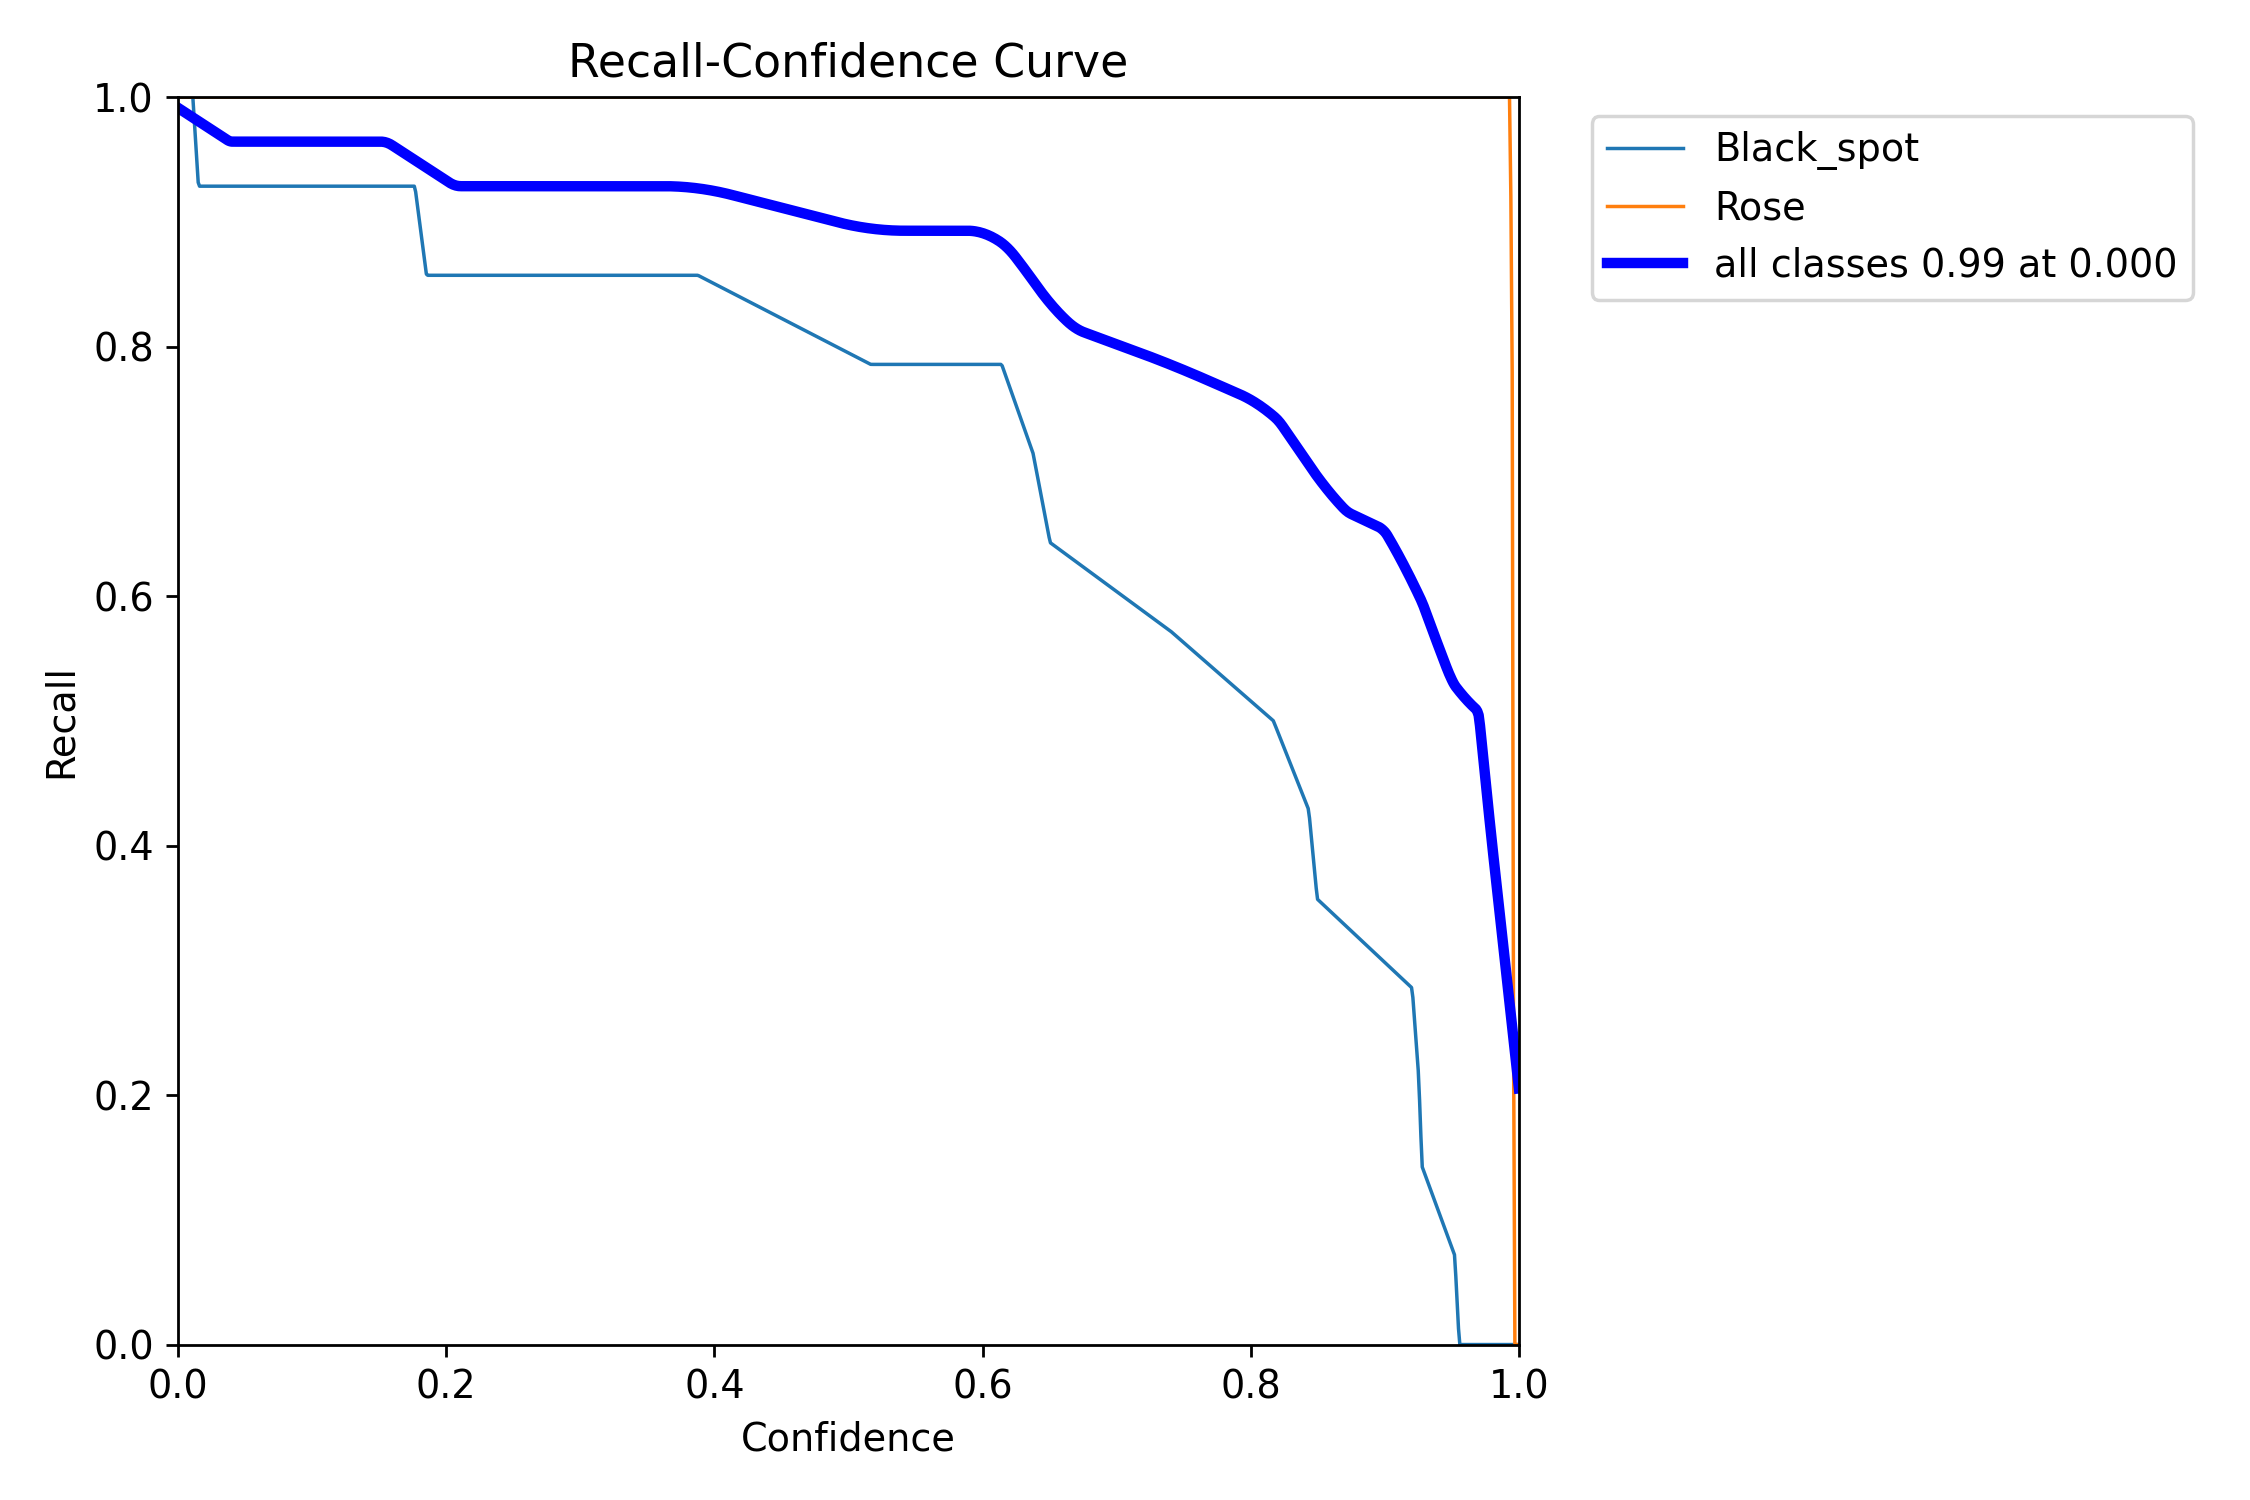 Recall-Confidence Curve
1.0
0.8
0.6
0.4
0.2
0.0
Recall
0.0 0.2 0.4 0.6 0.8 1.0
Confidence
Black_spot
Rose
all classes 0.99 at 0.000